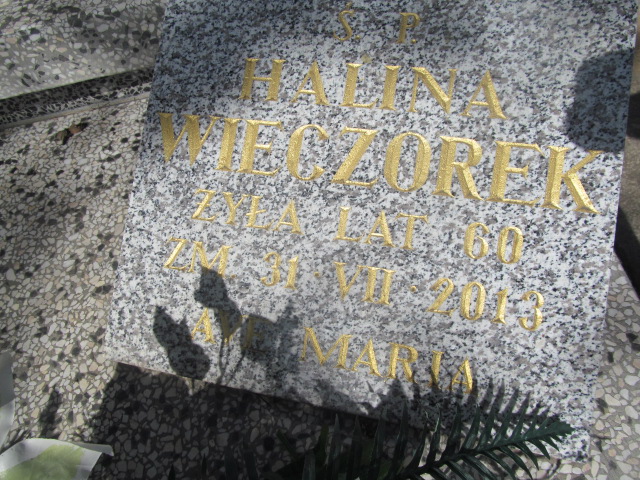 Ś. P.
HALINA
WIECZOREK
ŻYŁA LAT 60
ZM. 31·VII·2013
AVE MARIA